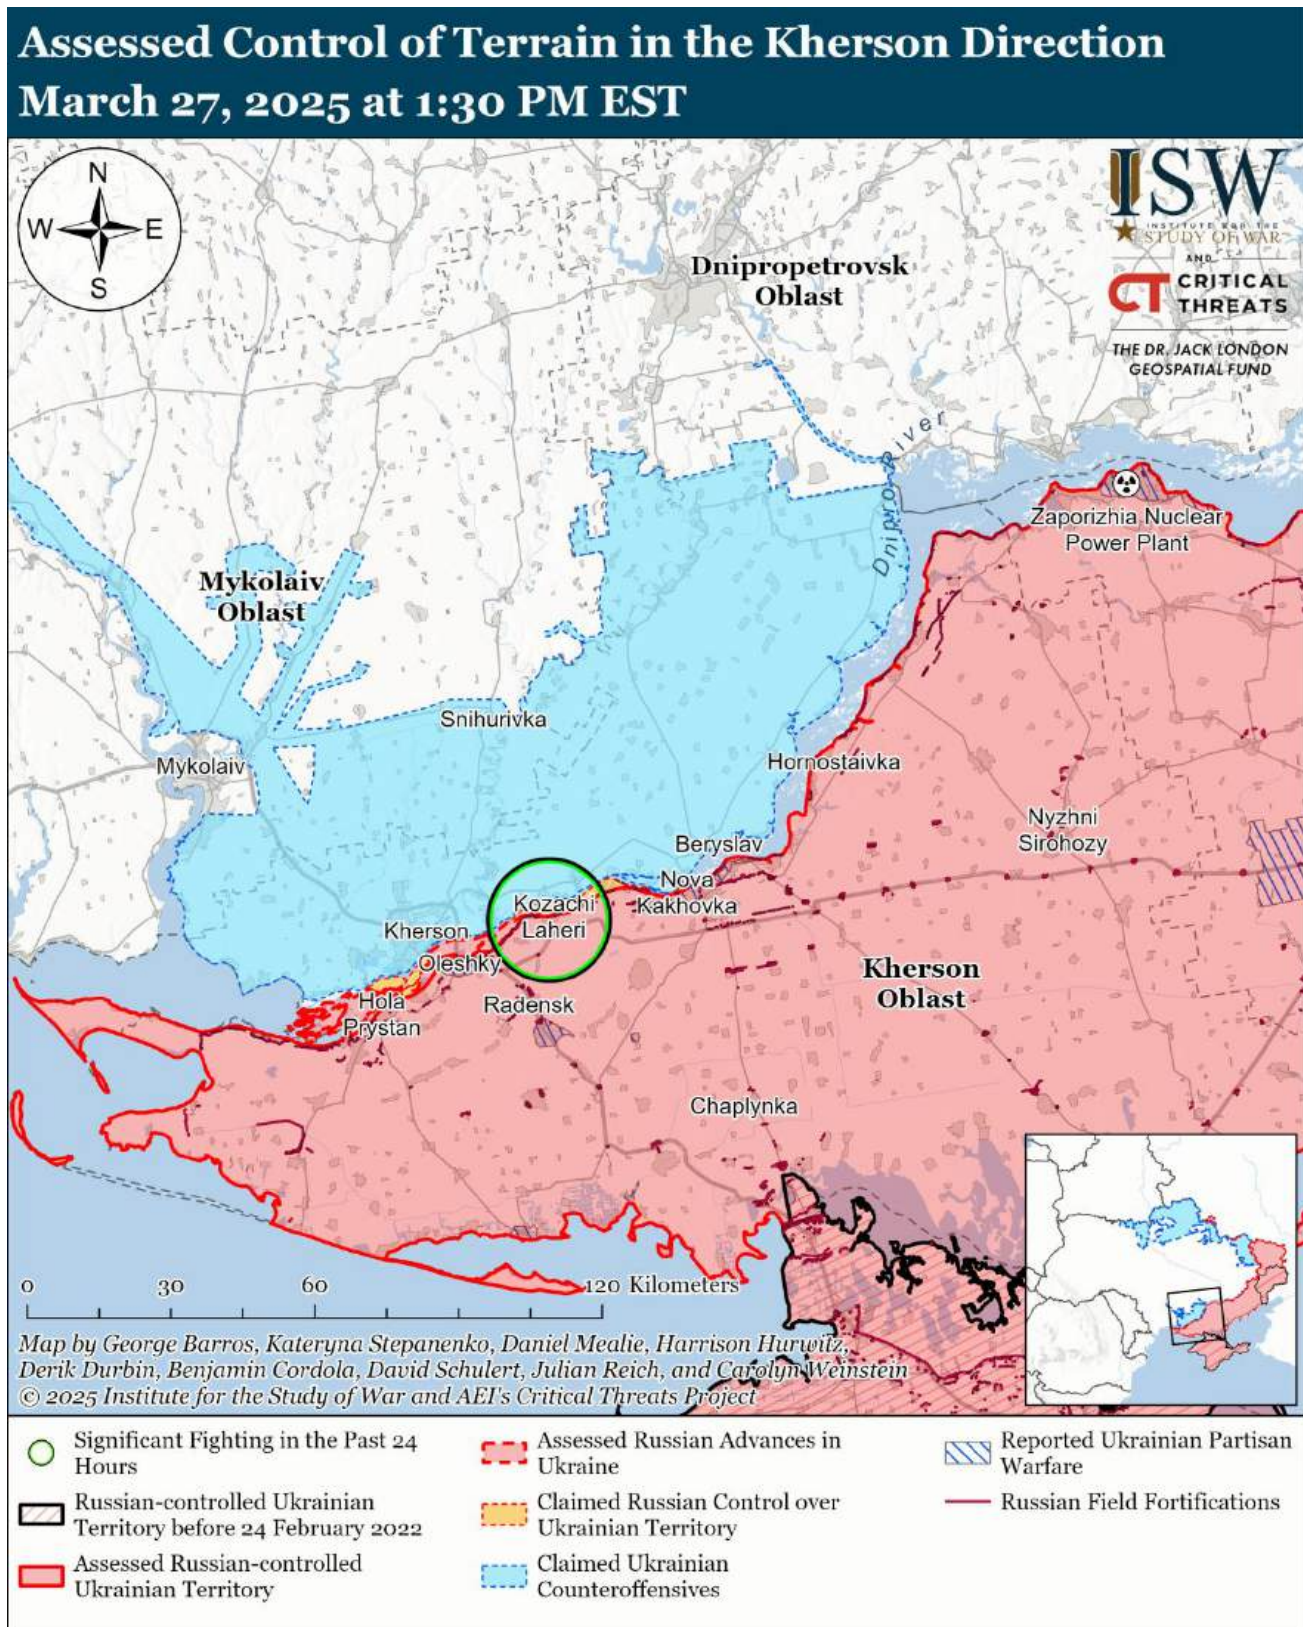 Assessed Control of Terrain in the Kherson Direction
March 27, 2025 at 1:30 PM EST
N
W
E
S
ISW
INSTITUTE FOR THE
STUDY OF WAR
AND
CT CRITICAL
THREATS
THE DR. JACK LONDON
GEOSPATIAL FUND
Dnipropetrovsk
Oblast
Dnipro River
Zaporizhia Nuclear
Power Plant
Mykolaiv
Oblast
Snihurivka
Mykolaiv
Hornostaivka
Nyzhni
Sirohozy
Beryslav
Nova
Kakhovka
Kozachi
Laheri
Kherson
Oleshky
Kherson
Oblast
Hola
Prystan
Radensk
Chaplynka
0 30 60 120 Kilometers
Map by George Barros, Kateryna Stepanenko, Daniel Mealie, Harrison Hurwitz,
Derik Durbin, Benjamin Cordola, David Schulert, Julian Reich, and Carolyn Weinstein
© 2025 Institute for the Study of War and AEI's Critical Threats Project
Significant Fighting in the Past 24
Hours
Russian-controlled Ukrainian
Territory before 24 February 2022
Assessed Russian-controlled
Ukrainian Territory
Assessed Russian Advances in
Ukraine
Claimed Russian Control over
Ukrainian Territory
Claimed Ukrainian
Counteroffensives
Reported Ukrainian Partisan
Warfare
Russian Field Fortifications